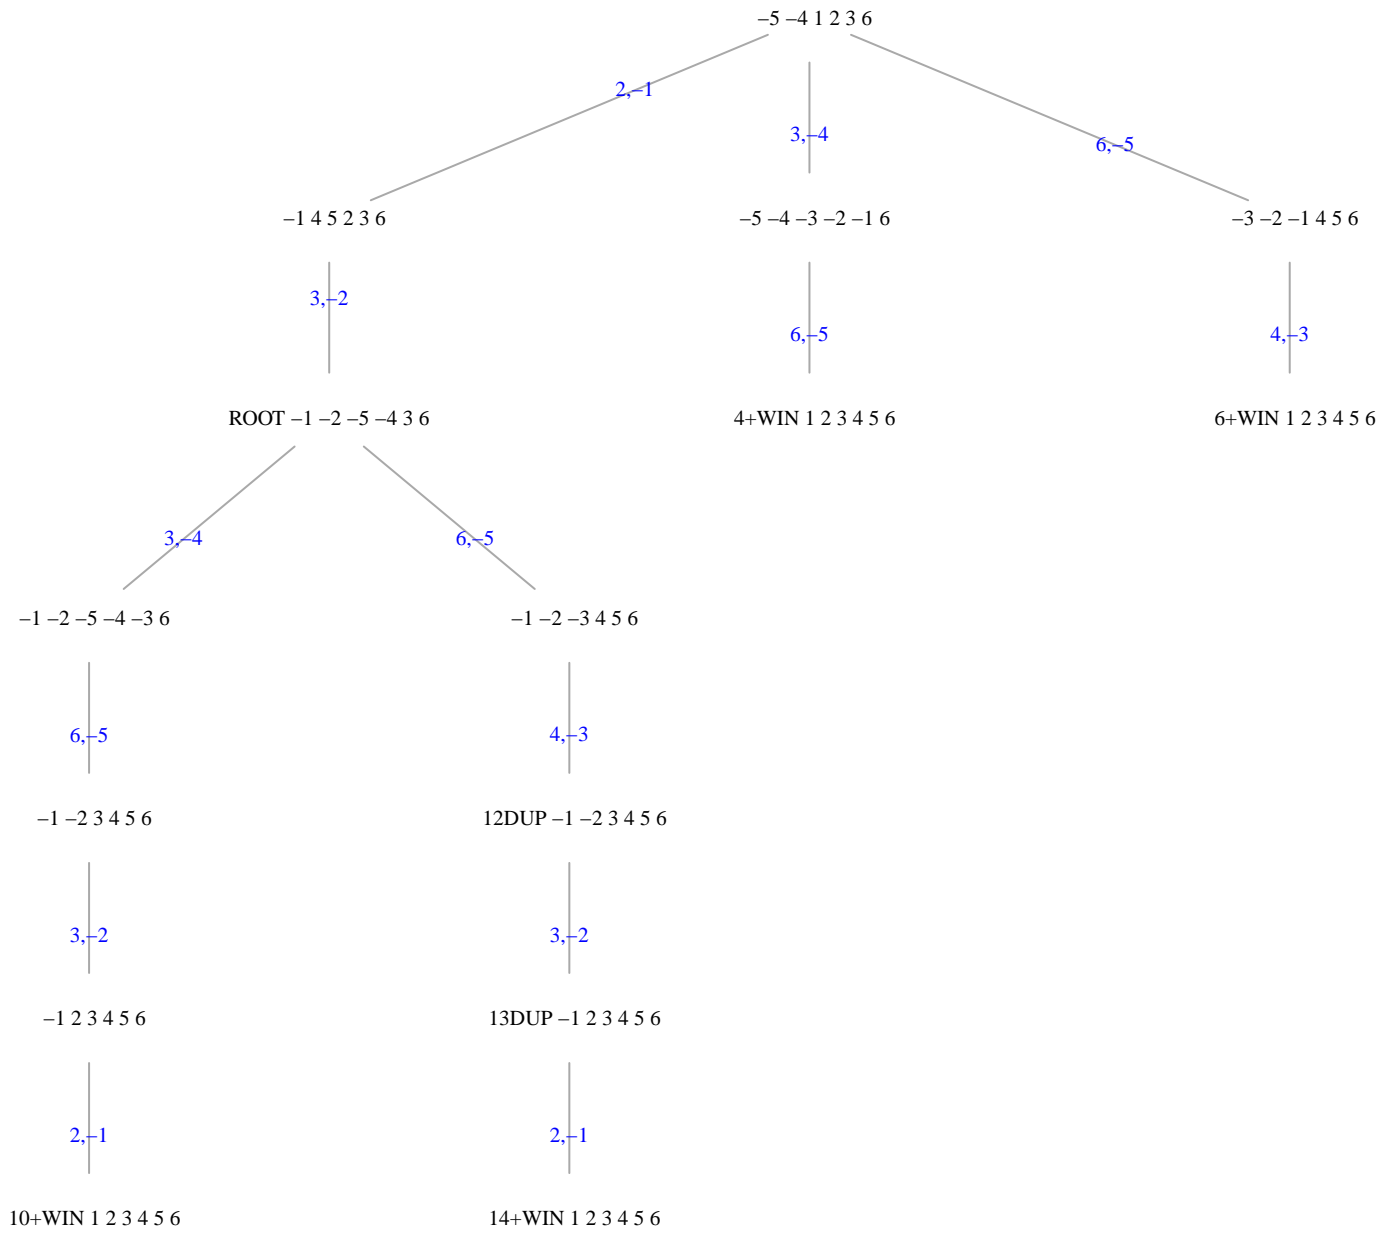 –5 –4 1 2 3 6
2,–1
3,–4
6,–5
–1 4 5 2 3 6
–5 –4 –3 –2 –1 6
–3 –2 –1 4 5 6
3,–2
6,–5
4,–3
ROOT –1 –2 –5 –4 3 6
4+WIN 1 2 3 4 5 6
6+WIN 1 2 3 4 5 6
3,–4
6,–5
–1 –2 –5 –4 –3 6
–1 –2 –3 4 5 6
6,–5
4,–3
–1 –2 3 4 5 6
12DUP –1 –2 3 4 5 6
3,–2
3,–2
–1 2 3 4 5 6
13DUP –1 2 3 4 5 6
2,–1
2,–1
10+WIN 1 2 3 4 5 6
14+WIN 1 2 3 4 5 6